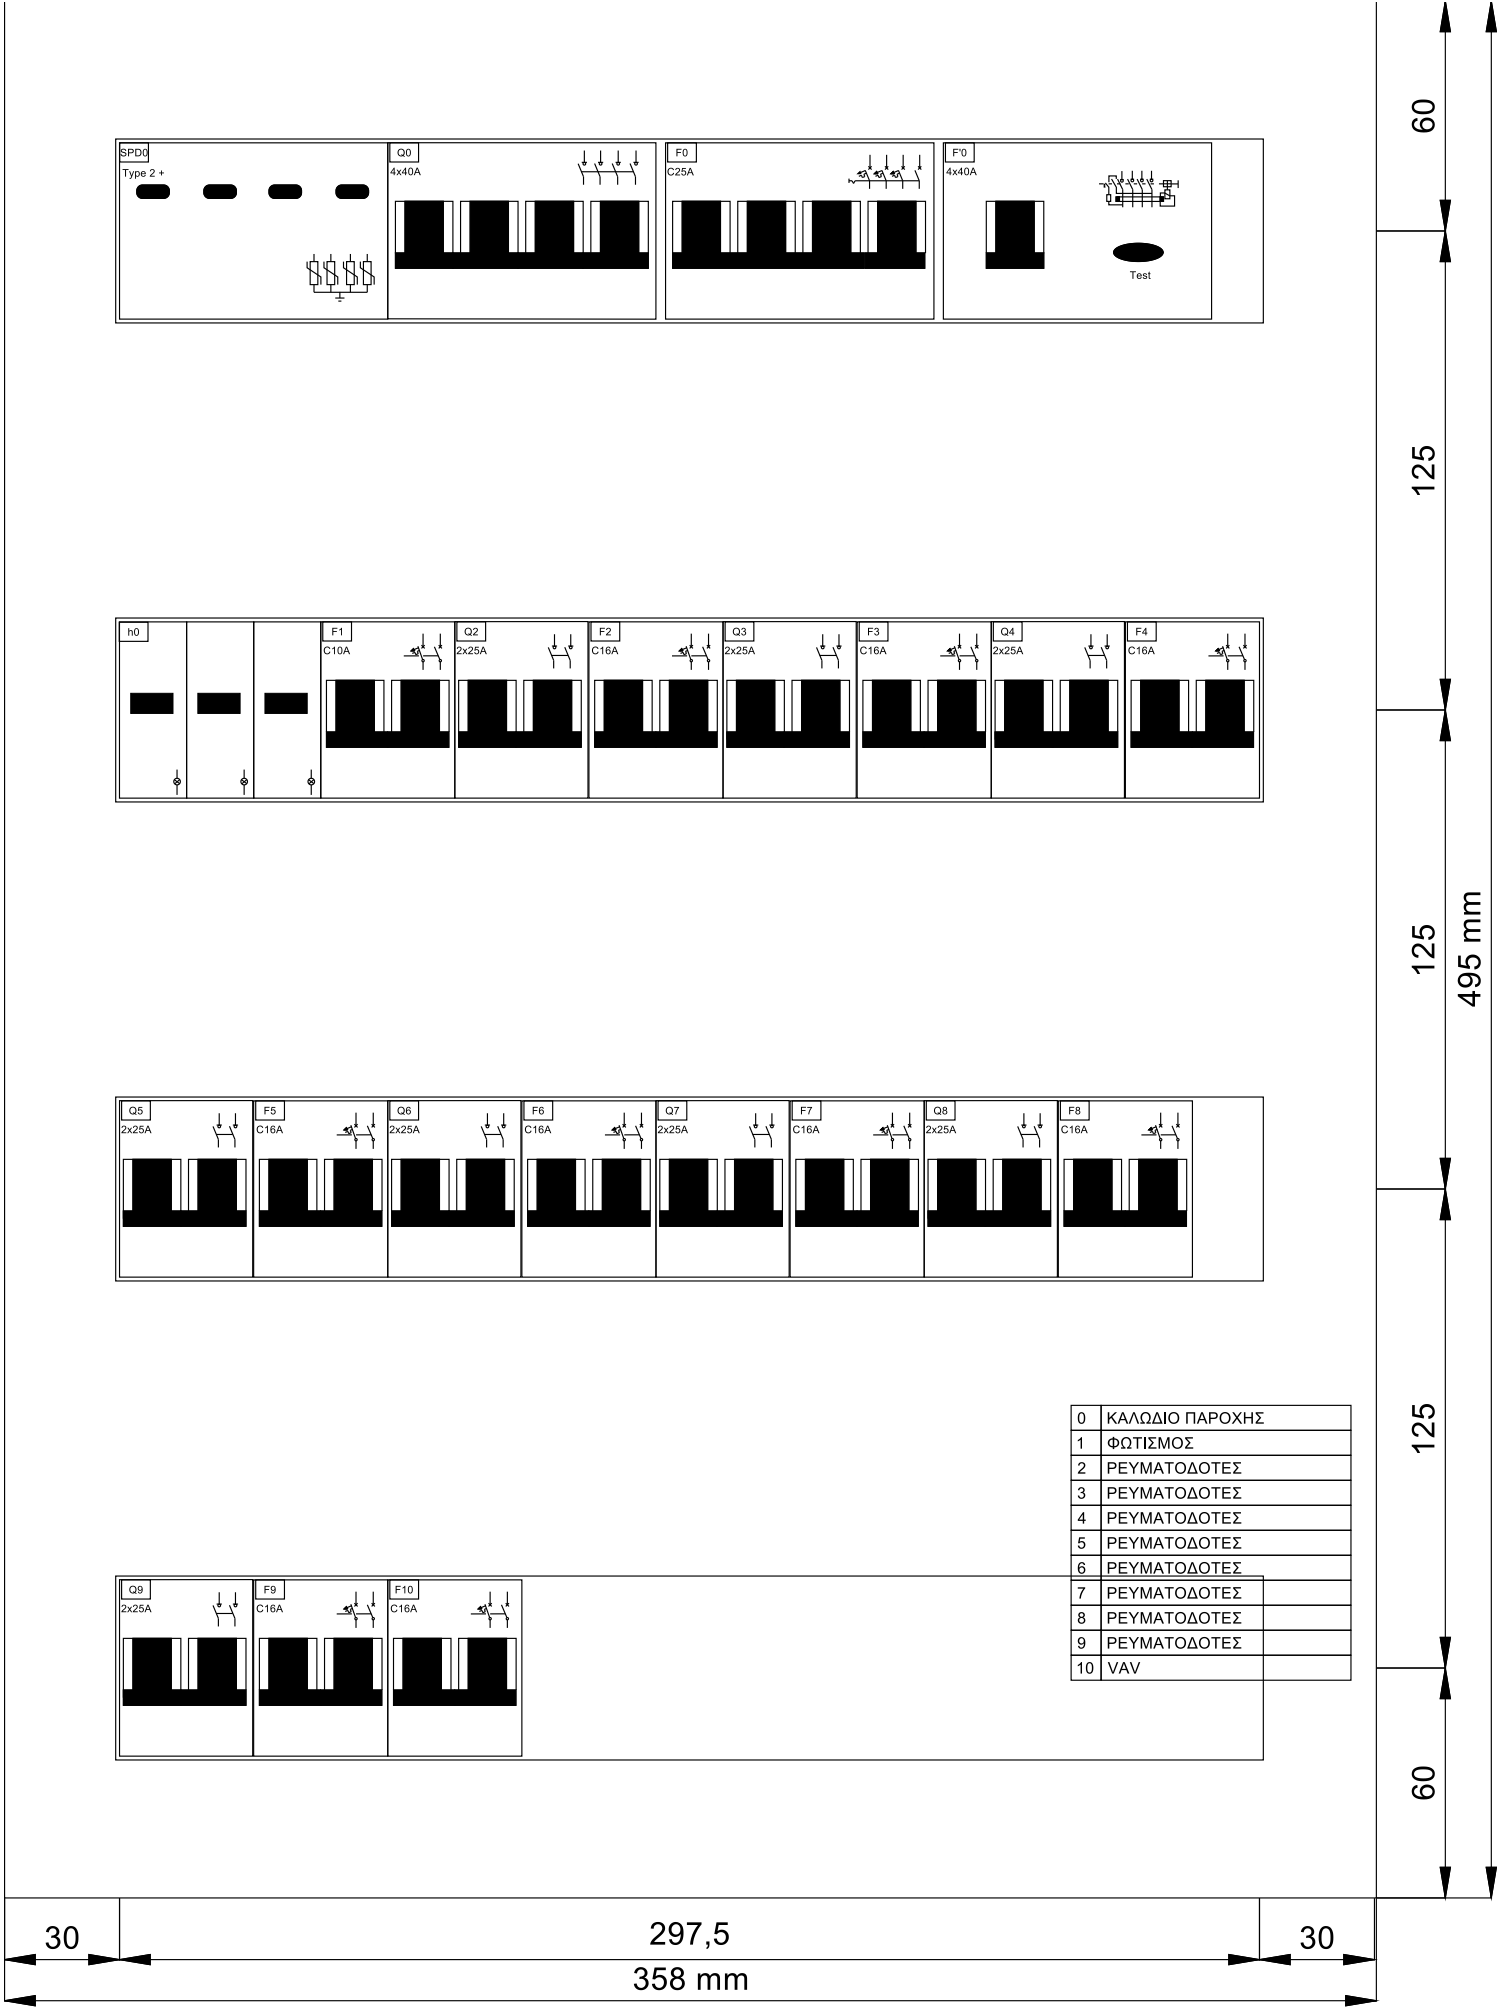 SPD0
Type 2 +
Q0
4x40A
F0
C25A
F'0
4x40A
Test
60
125
h0
F1
C10A
Q2
2x25A
F2
C16A
Q3
2x25A
F3
C16A
Q4
2x25A
F4
C16A
125
495 mm
Q5
2x25A
F5
C16A
Q6
2x25A
F6
C16A
Q7
2x25A
F7
C16A
Q8
2x25A
F8
C16A
125
0 ΚΑΛΩΔΙΟ ΠΑΡΟΧΗΣ
1 ΦΩΤΙΣΜΟΣ
2 ΡΕΥΜΑΤΟΔΟΤΕΣ
3 ΡΕΥΜΑΤΟΔΟΤΕΣ
4 ΡΕΥΜΑΤΟΔΟΤΕΣ
5 ΡΕΥΜΑΤΟΔΟΤΕΣ
6 ΡΕΥΜΑΤΟΔΟΤΕΣ
7 ΡΕΥΜΑΤΟΔΟΤΕΣ
8 ΡΕΥΜΑΤΟΔΟΤΕΣ
9 ΡΕΥΜΑΤΟΔΟΤΕΣ
10 VAV
Q9
2x25A
F9
C16A
F10
C16A
60
30
297,5
30
358 mm